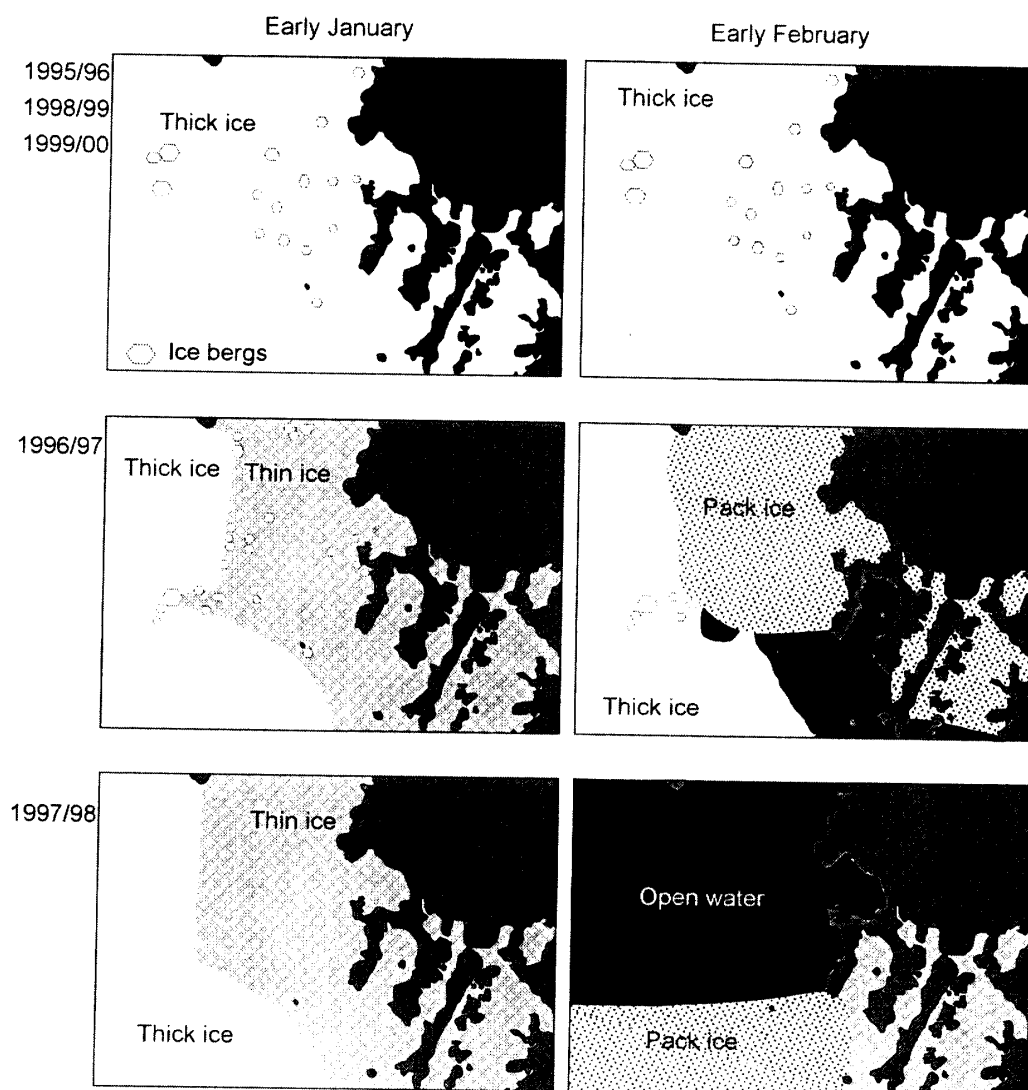 Early January
Early February
1995/96
1998/99
1999/00
Thick ice
Thick ice
Ice bergs
1996/97
Thick ice
Thin ice
Pack ice
Thick ice
1997/98
Thin ice
Open water
Thick ice
Pack ice